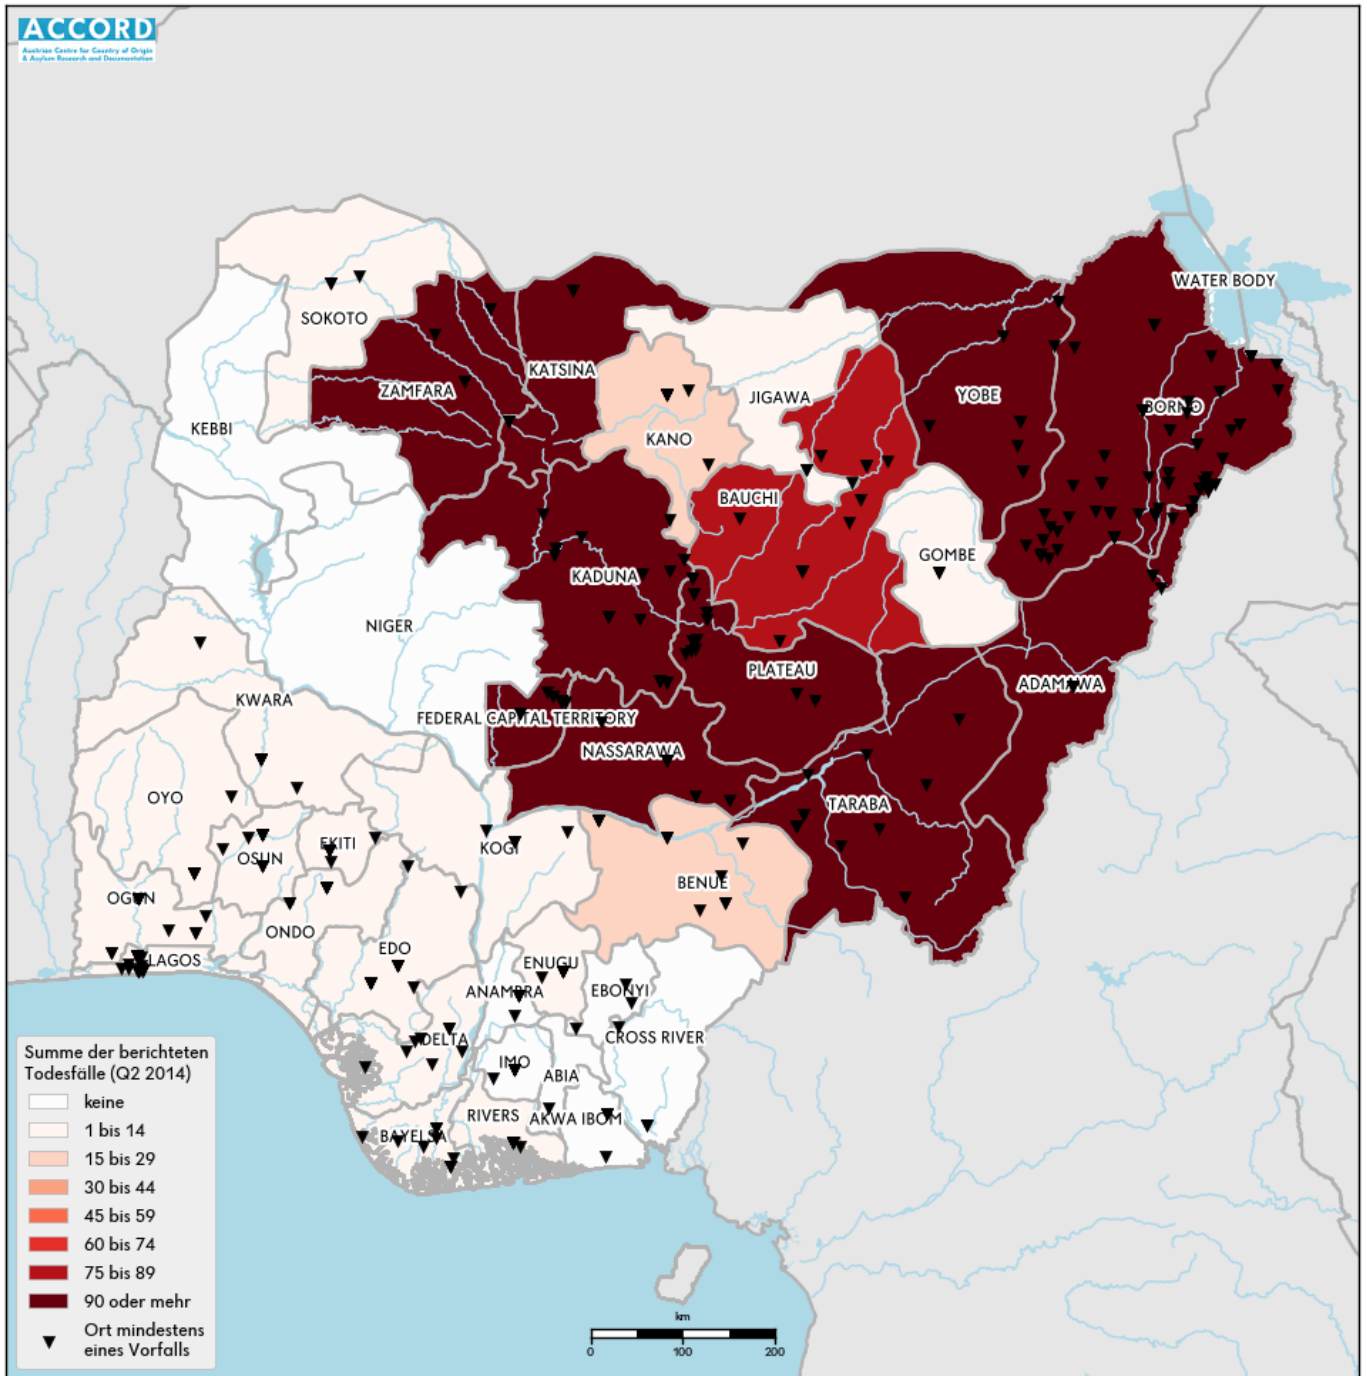 ACCORD
Austrian Centre for Country of Origin
& Asylum Research and Documentation
WATER BODY
SOKOTO
KATSINA
ZAMFARA
JIGAWA
YOBE
BORNO
KEBBI
KANO
BAUCHI
GOMBE
KADUNA
NIGER
PLATEAU
ADAMAWA
KWARA
FEDERAL CAPITAL TERRITORY
NASSARAWA
OYO
TARABA
EKITI
KOGI
OSUN
BENUE
OGUN
ONDO
EDO
LAGOS
ENUGU
ANAMBRA
EBONYI
DELTA
CROSS RIVER
IMO
ABIA
RIVERS
AKWA IBOM
BAYELSA
Summe der berichteten
Todesfälle (Q2 2014)
keine
1 bis 14
15 bis 29
30 bis 44
45 bis 59
60 bis 74
75 bis 89
90 oder mehr
Ort mindestens
eines Vorfalls
km
0 100 200